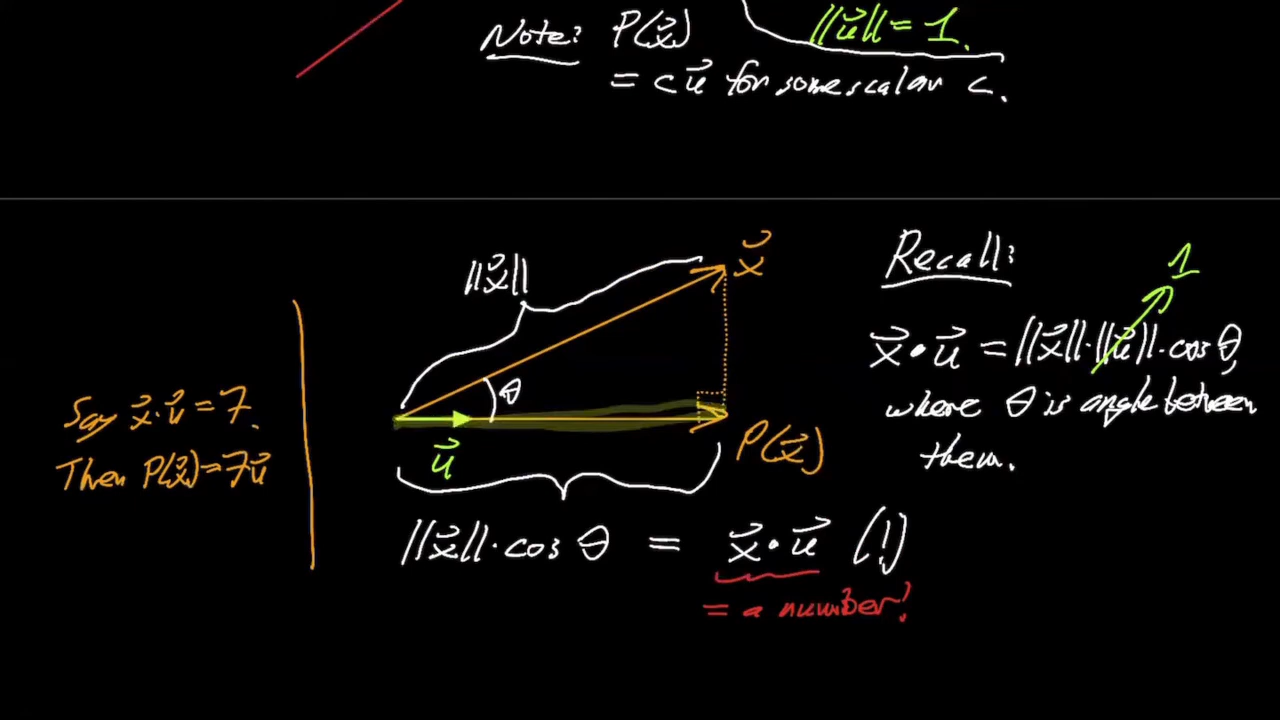 Note: P(x⃗)
||u⃗|| = 1.
= c u⃗ for some scalar c.
Recall:
1
x⃗ • u⃗ = ||x⃗||·||u⃗||·cos θ,
where θ is angle between
them.
||x⃗||
x⃗
θ
u⃗
P(x⃗)
Say x⃗·u⃗ = 7.
Then P(x⃗) = 7u⃗
||x⃗||·cos θ = x⃗ • u⃗ (!)
= a number!